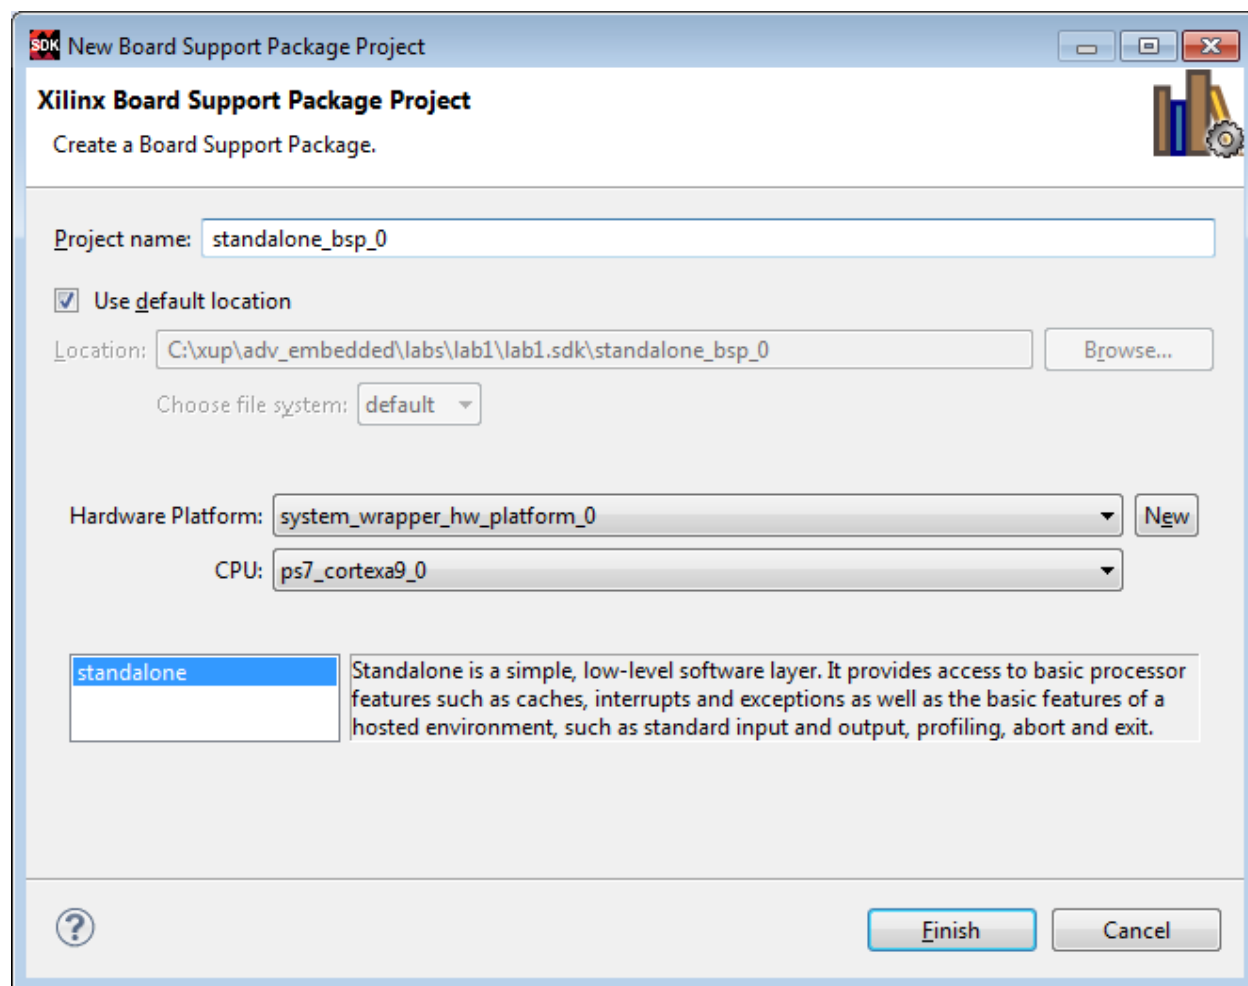 SDK New Board Support Package Project
Xilinx Board Support Package Project
Create a Board Support Package.
Project name: standalone_bsp_0
Use default location
Location: C:\xup\adv_embedded\labs\lab1\lab1.sdk\standalone_bsp_0 Browse...
Choose file system: default
Hardware Platform: system_wrapper_hw_platform_0 New
CPU: ps7_cortexa9_0
standalone
Standalone is a simple, low-level software layer. It provides access to basic processor
features such as caches, interrupts and exceptions as well as the basic features of a
hosted environment, such as standard input and output, profiling, abort and exit.
? Finish Cancel